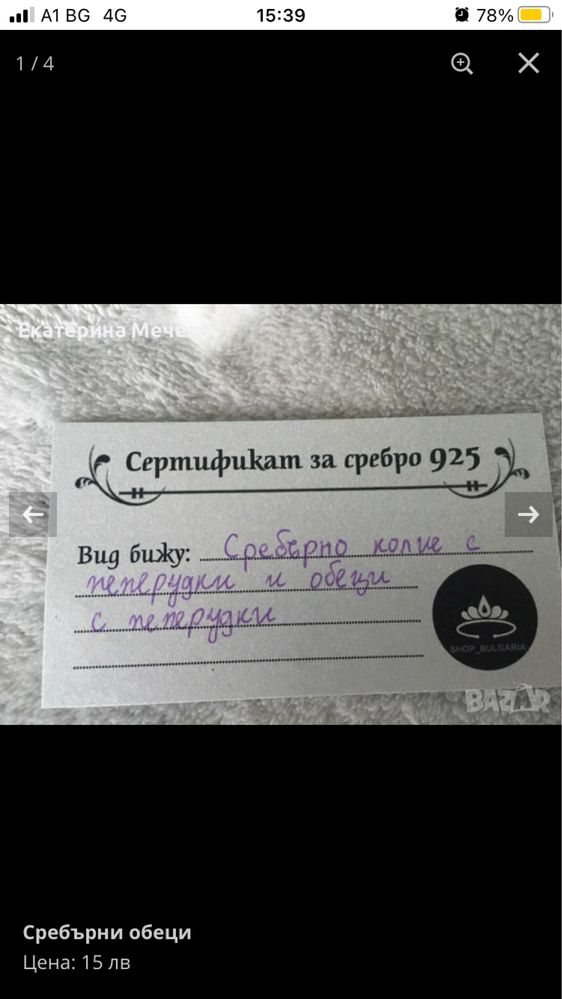 A1 BG 4G 15:39 78%
1 / 4
Екатерина
Сертификат за сребро 925
Вид бижу: Сребърно колие с
пеперудки и обеци
с пеперудки
SHOP_BULGARIA
BAZAR
Сребърни обеци
Цена: 15 лв